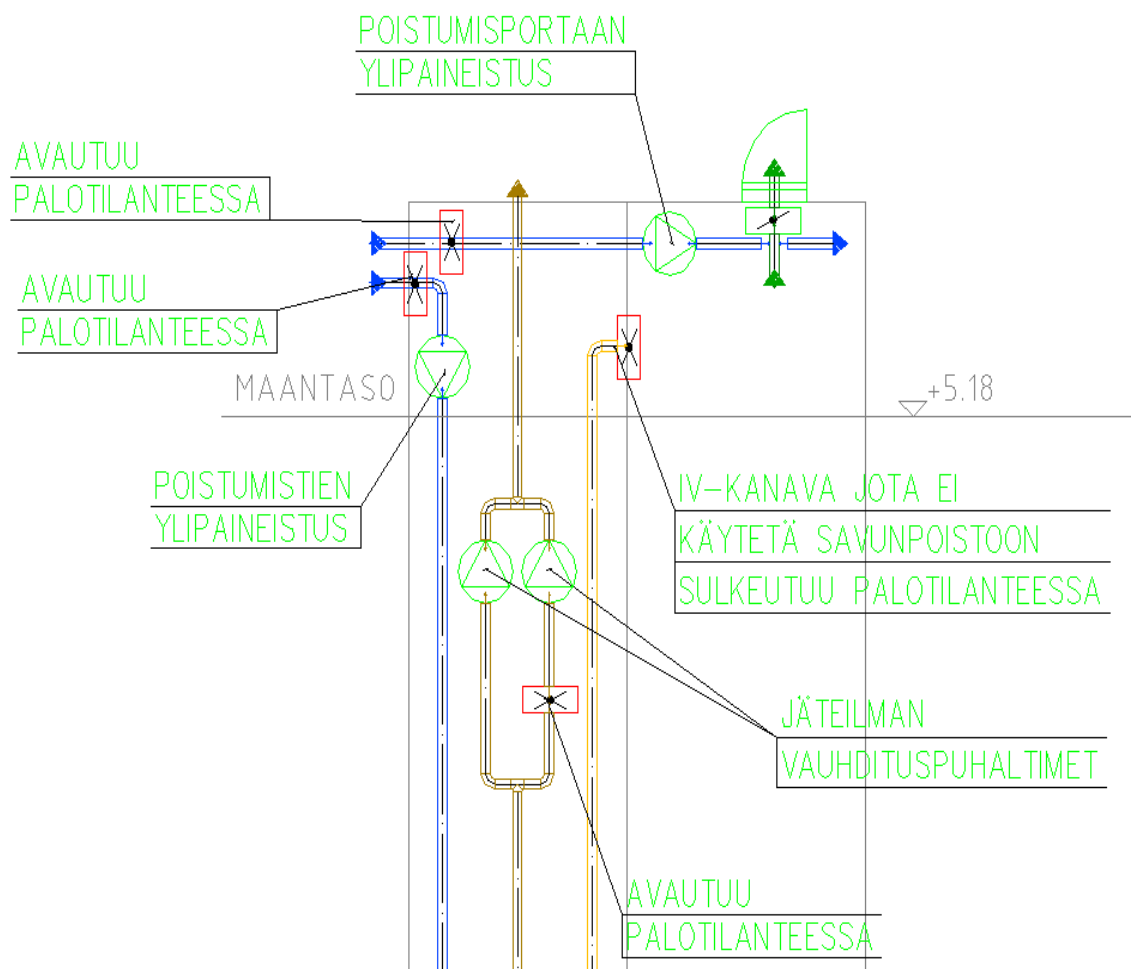 POISTUMISPORTAAN
YLIPAINEISTUS
AVAUTUU
PALOTILANTEESSA
AVAUTUU
PALOTILANTEESSA
MAANTASO
+5.18
POISTUMISTIEN
YLIPAINEISTUS
IV-KANAVA JOTA EI
KÄYTETÄ SAVUNPOISTOON
SULKEUTUU PALOTILANTEESSA
JÄTEILMAN
VAUHDITUSPUHALTIMET
AVAUTUU
PALOTILANTEESSA